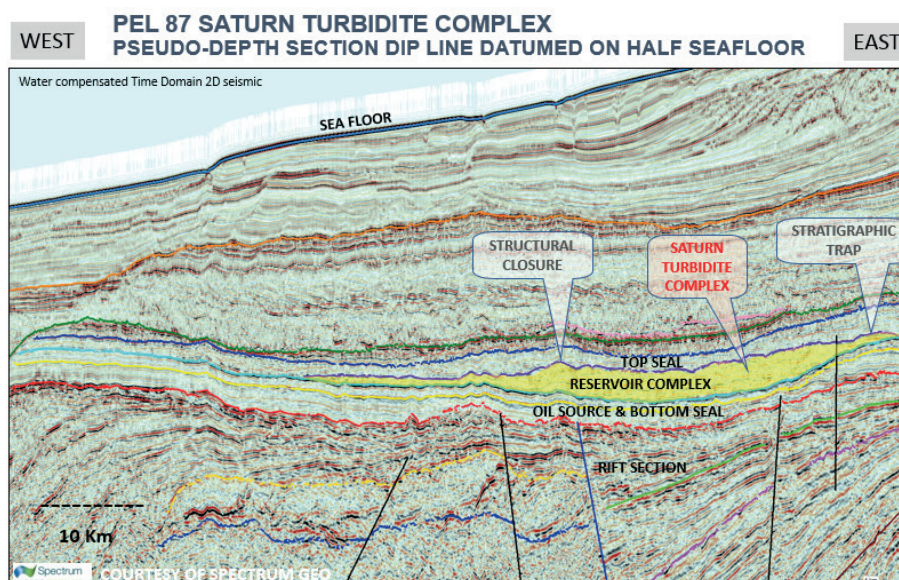 WEST
PEL 87 SATURN TURBIDITE COMPLEX
PSEUDO-DEPTH SECTION DIP LINE DATUMED ON HALF SEAFLOOR
EAST
Water compensated Time Domain 2D seismic
SEA FLOOR
STRUCTURAL
CLOSURE
SATURN
TURBIDITE
COMPLEX
STRATIGRAPHIC
TRAP
TOP SEAL
RESERVOIR COMPLEX
OIL SOURCE & BOTTOM SEAL
RIFT SECTION
10 Km
Spectrum
COURTESY OF SPECTRUM GEO